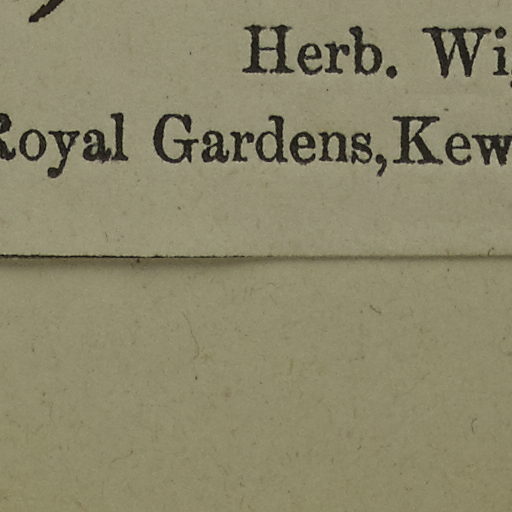 Herb. Wi
Royal Gardens, Kew